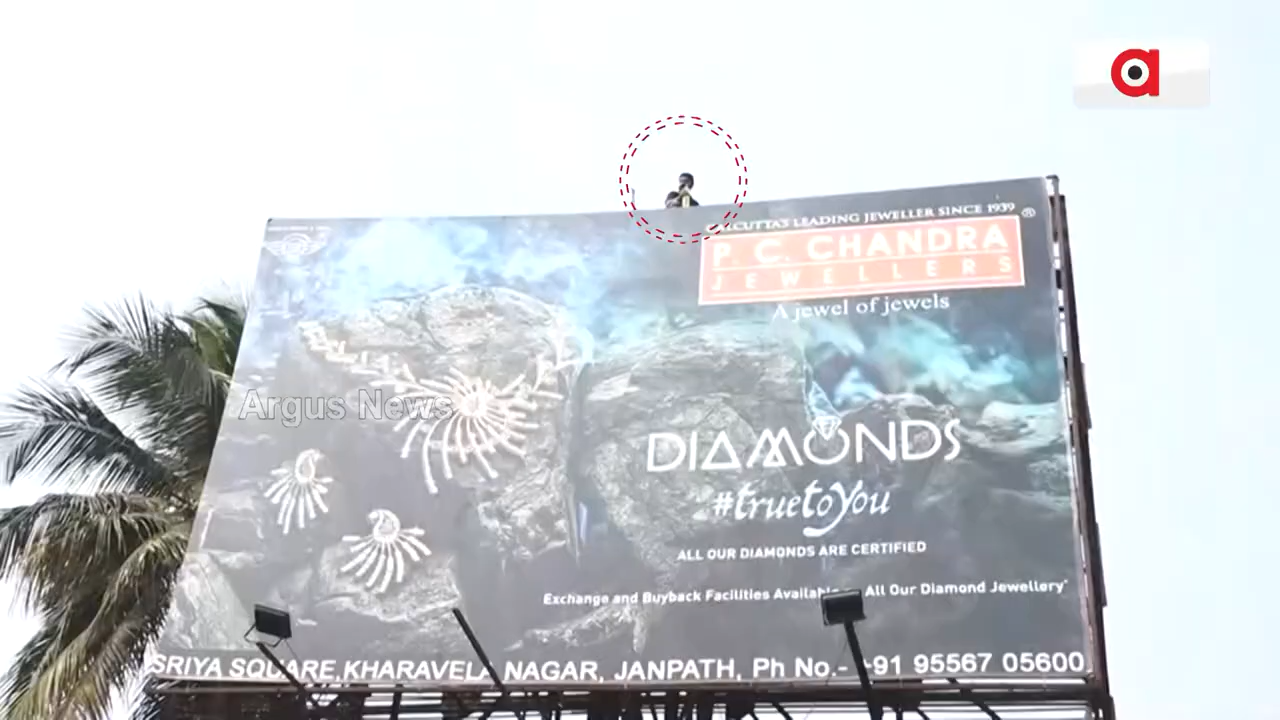 a
CALCUTTA'S LEADING JEWELLER SINCE 1939
®
P. C. CHANDRA
JEWELLERS
A jewel of jewels
Argus News
DIAMONDS
#truetoyou
ALL OUR DIAMONDS ARE CERTIFIED
Exchange and Buyback Facilities Available All Our Diamond Jewellery*
SRIYA SQUARE, KHARAVELA NAGAR, JANPATH, Ph No.- +91 95567 05600